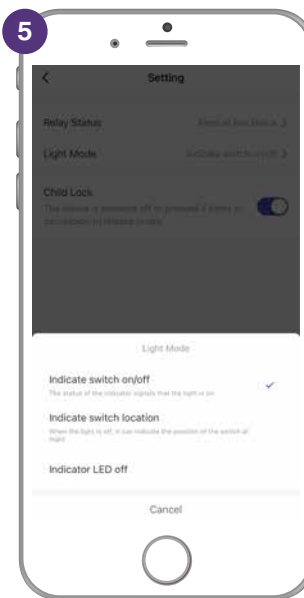 5
Setting
Relay Status
Light Mode
Child Lock
Light Mode
Indicate switch on/off
The status of the indicator signals that the light is on
Indicate switch location
When the light is off, it can indicate the position of the switch at
night
Indicator LED off
Cancel